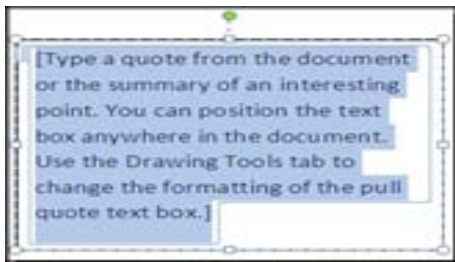 [Type a quote from the document
or the summary of an interesting
point. You can position the text
box anywhere in the document.
Use the Drawing Tools tab to
change the formatting of the pull
quote text box.]